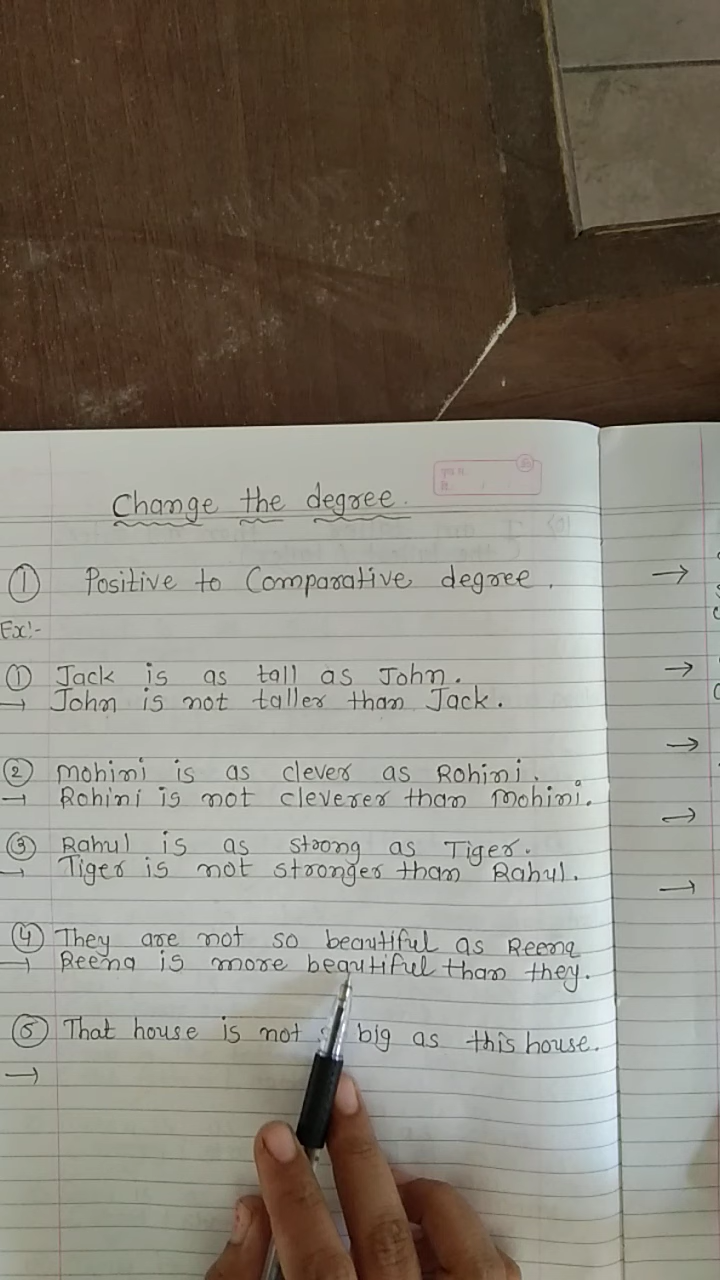 Change the degree.
① Positive to Comparative degree.
Ex:-
① Jack is as tall as John.
→ John is not taller than Jack.
② Mohini is as clever as Rohini.
→ Rohini is not cleverer than Mohini.
③ Rahul is as strong as Tiger.
→ Tiger is not stronger than Rahul.
④ They are not so beautiful as Reena
→ Reena is more beautiful than they.
⑤ That house is not big as this house.
→